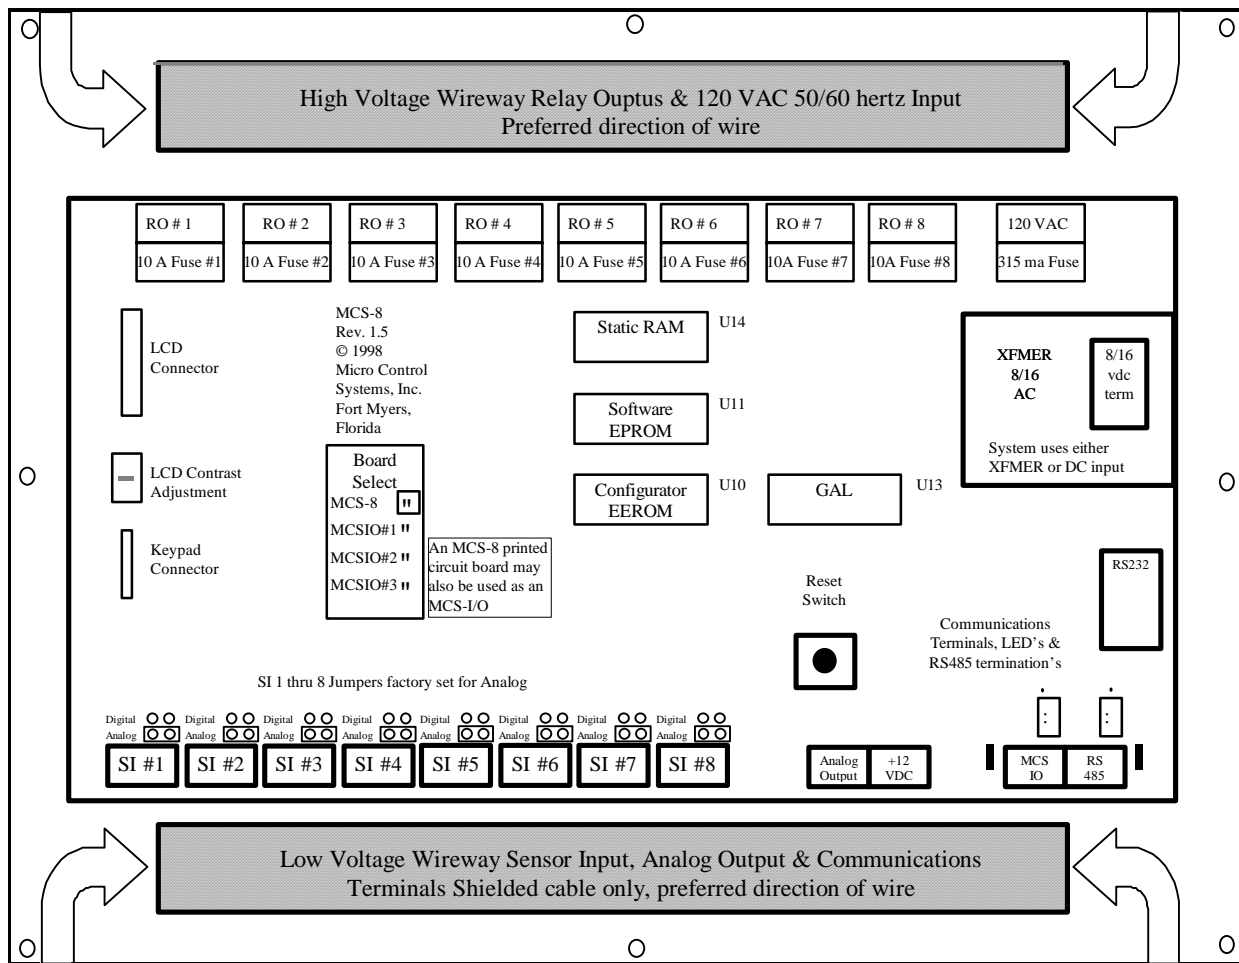 High Voltage Wireway Relay Ouptus & 120 VAC 50/60 hertz Input
Preferred direction of wire
RO # 1
RO # 2
RO # 3
RO # 4
RO # 5
RO # 6
RO # 7
RO # 8
120 VAC
10 A Fuse #1
10 A Fuse #2
10 A Fuse #3
10 A Fuse #4
10 A Fuse #5
10 A Fuse #6
10A Fuse #7
10A Fuse #8
315 ma Fuse
LCD
Connector
MCS-8
Rev. 1.5
© 1998
Micro Control
Systems, Inc.
Fort Myers,
Florida
Static RAM
U14
XFMER
8/16
AC
8/16
vdc
term
System uses either
XFMER or DC input
Software
EPROM
U11
LCD Contrast
Adjustment
Board
Select
MCS-8 "
MCSIO#1 "
MCSIO#2 "
MCSIO#3 "
An MCS-8 printed
circuit board may
also be used as an
MCS-I/O
Configurator
EEROM
U10
GAL
U13
Keypad
Connector
Reset
Switch
RS232
Communications
Terminals, LED's &
RS485 termination's
SI 1 thru 8 Jumpers factory set for Analog
Digital
Analog
SI #1
Digital
Analog
SI #2
Digital
Analog
SI #3
Digital
Analog
SI #4
Digital
Analog
SI #5
Digital
Analog
SI #6
Digital
Analog
SI #7
Digital
Analog
SI #8
Analog
Output
+12
VDC
MCS
IO
RS
485
Low Voltage Wireway Sensor Input, Analog Output & Communications
Terminals Shielded cable only, preferred direction of wire